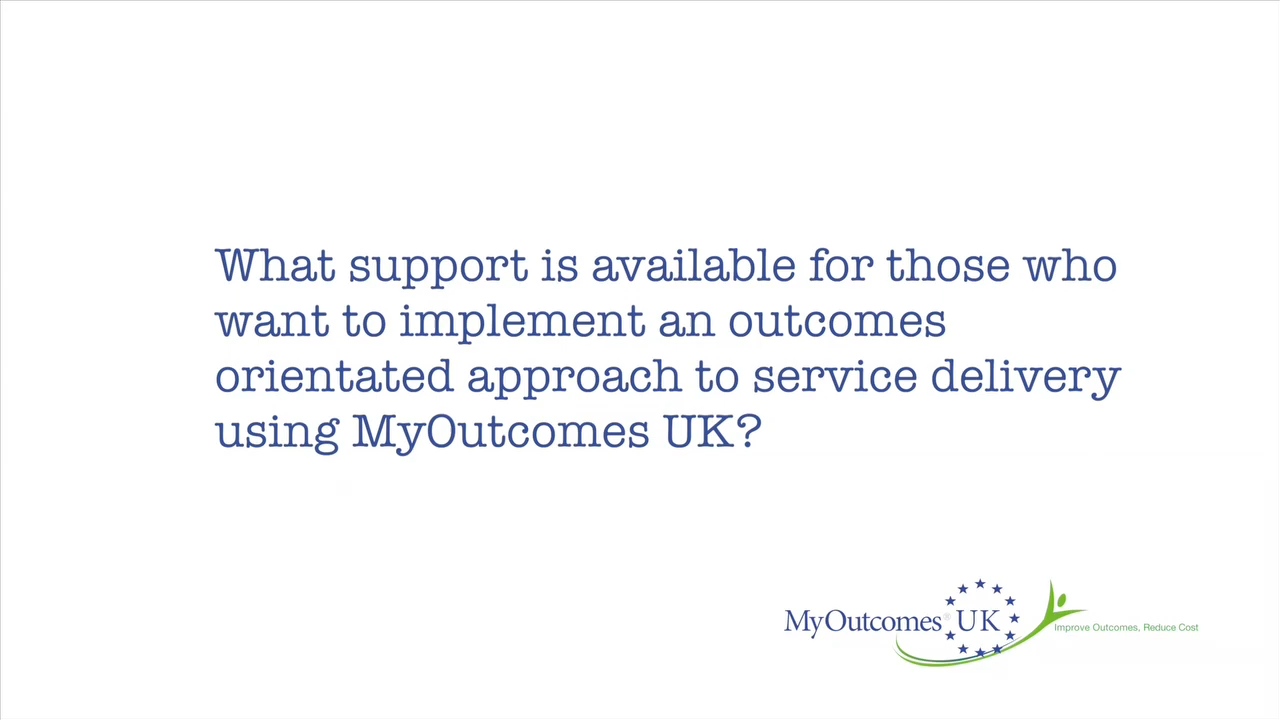 What support is available for those who
want to implement an outcomes
orientated approach to service delivery
using MyOutcomes UK?
MyOutcomes UK
Improve Outcomes, Reduce Cost